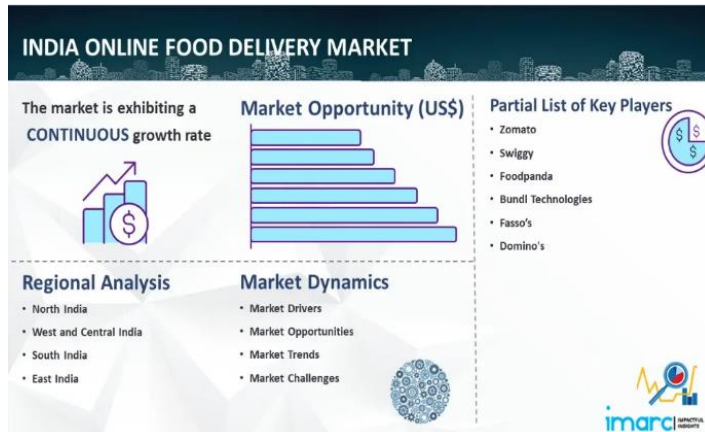 INDIA ONLINE FOOD DELIVERY MARKET
The market is exhibiting a
CONTINUOUS growth rate
$
Market Opportunity (US$)
Partial List of Key Players
• Zomato
• Swiggy
• Foodpanda
• Bundl Technologies
• Fasso's
• Domino's
$ $
$
Regional Analysis
• North India
• West and Central India
• South India
• East India
Market Dynamics
• Market Drivers
• Market Opportunities
• Market Trends
• Market Challenges
imarc
IMPACTFUL
INSIGHTS